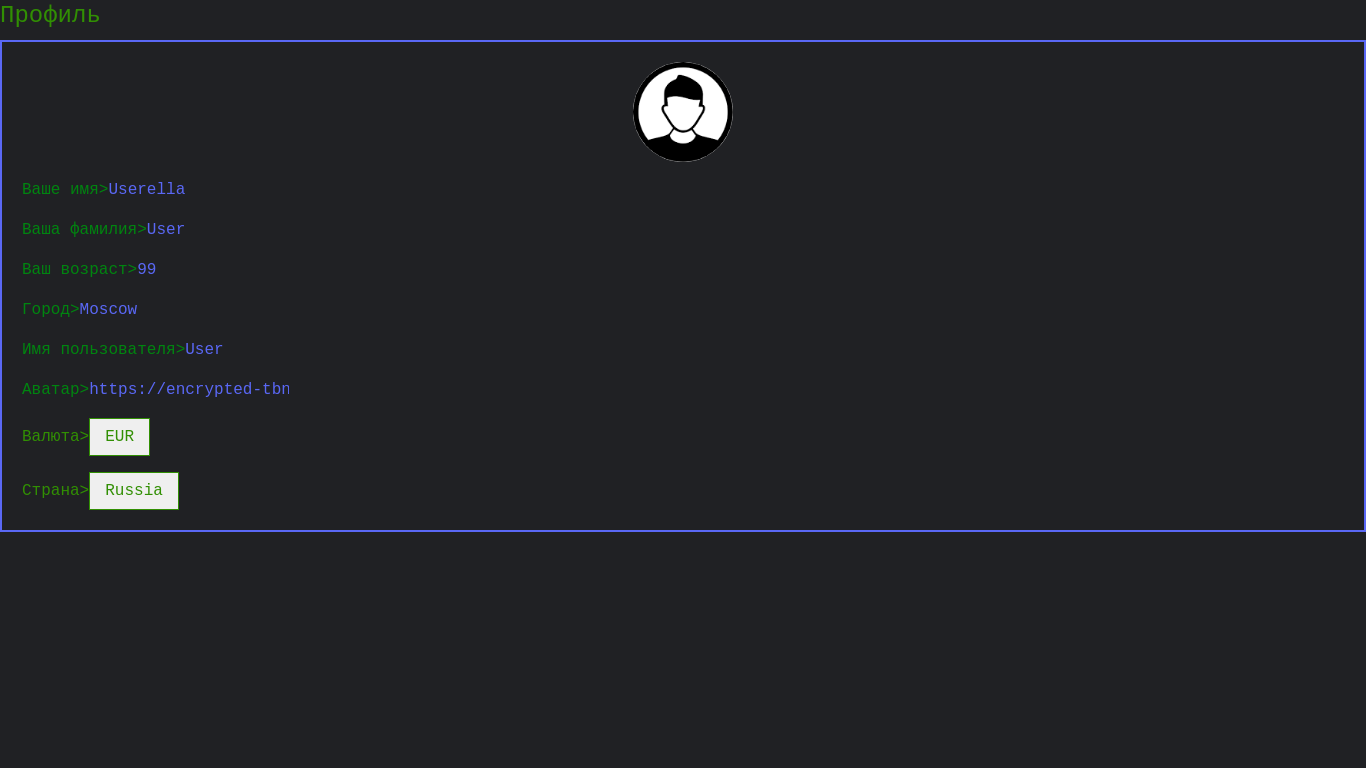 Профиль
Ваше имя>Userella
Ваша фамилия>User
Ваш возраст>99
Город>Moscow
Имя пользователя>User
Аватар>https://encrypted-tbn
Валюта>EUR
Страна>Russia